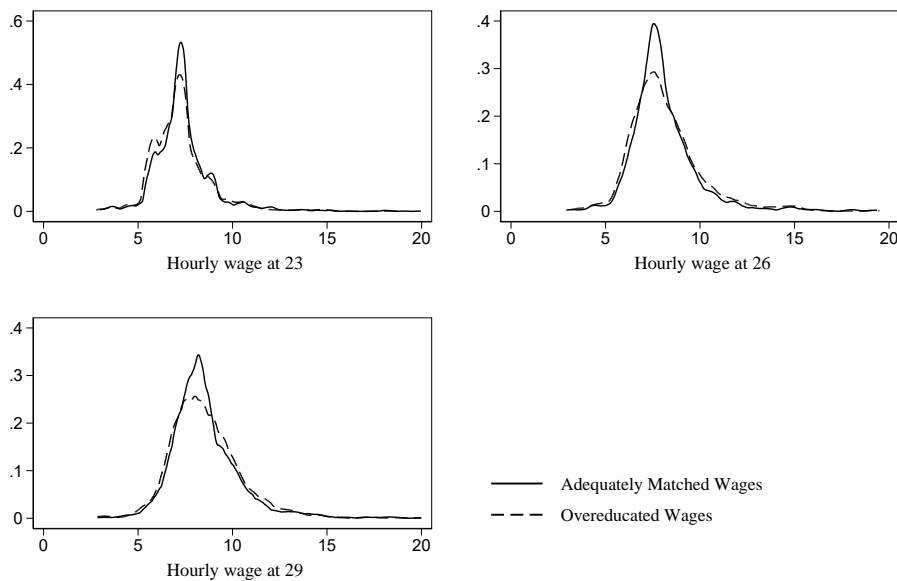 .6
.4
.2
0
0 5 10 15 20
Hourly wage at 23
.4
.3
.2
.1
0
0 5 10 15 20
Hourly wage at 26
.4
.3
.2
.1
0
0 5 10 15 20
Hourly wage at 29
Adequately Matched Wages
Overeducated Wages